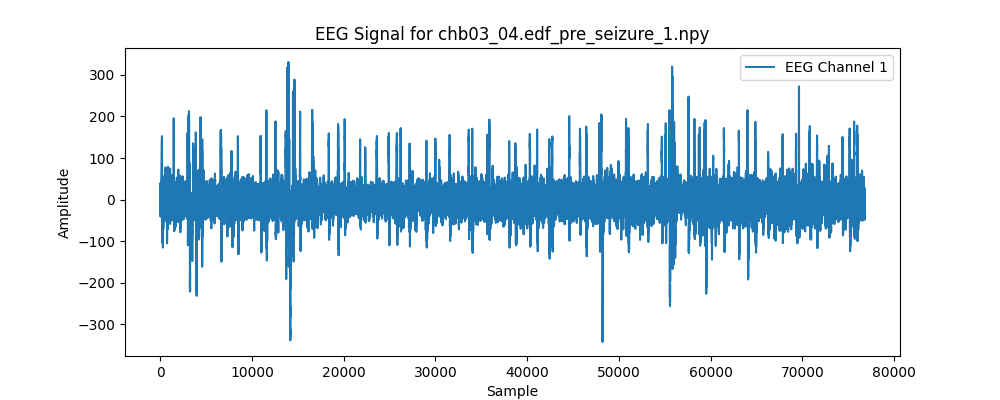 EEG Signal for chb03_04.edf_pre_seizure_1.npy
EEG Channel 1
Amplitude
300
200
100
0
−100
−200
−300
0 10000 20000 30000 40000 50000 60000 70000 80000
Sample